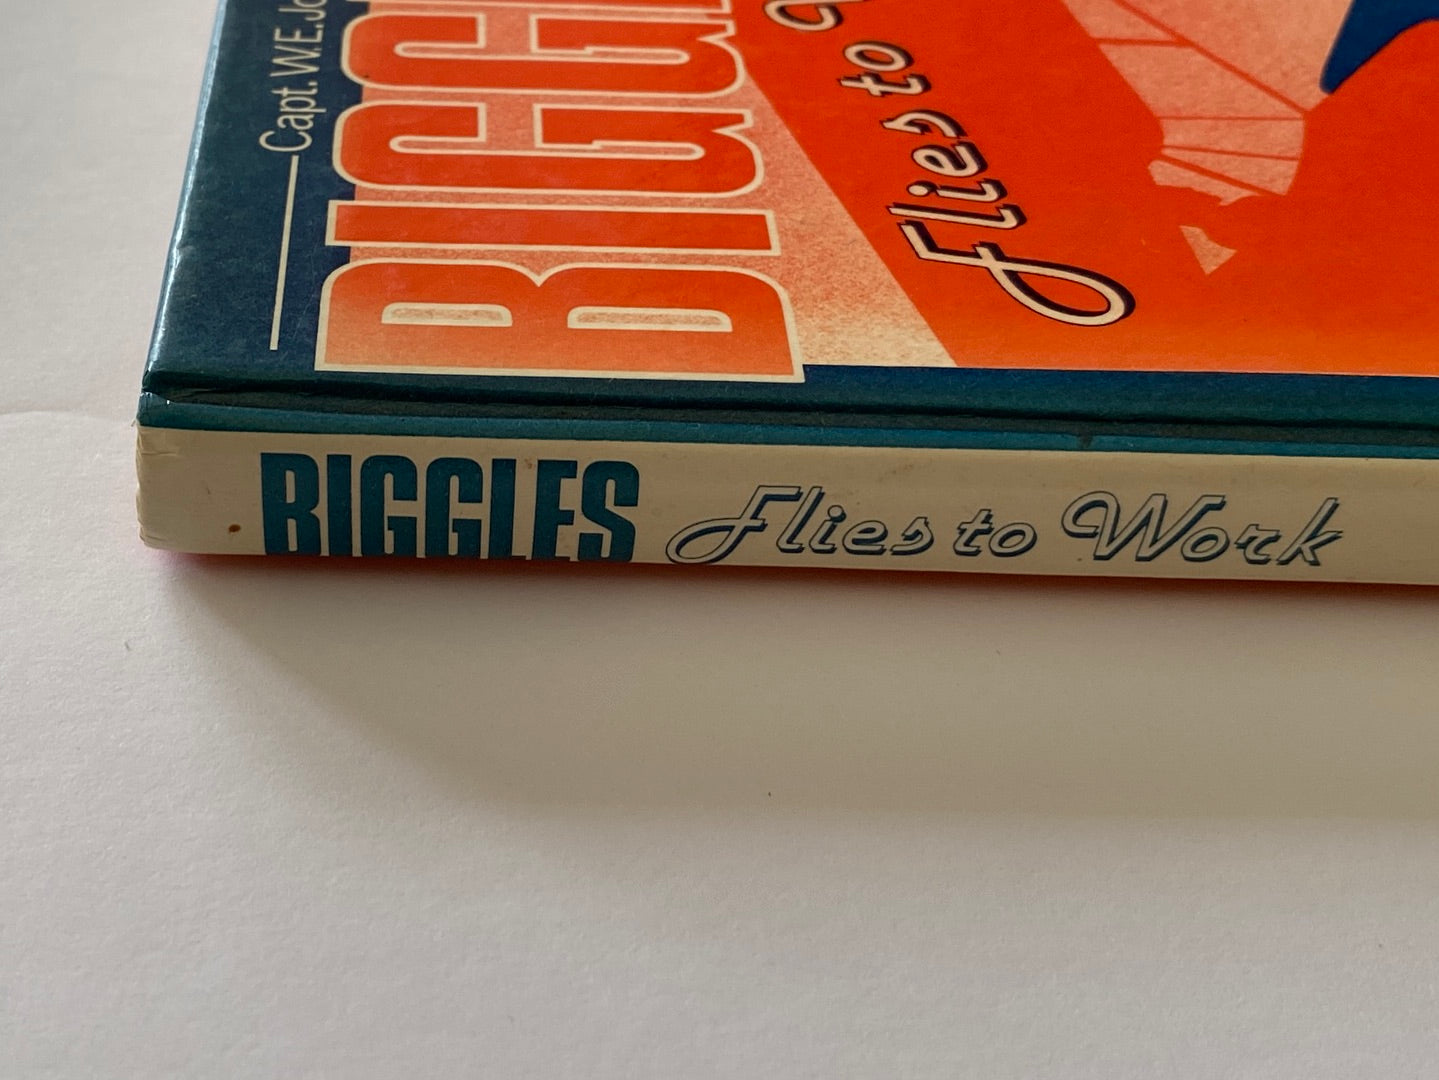 Capt. W.E.
Flies to
BIGGLES Flies to Work